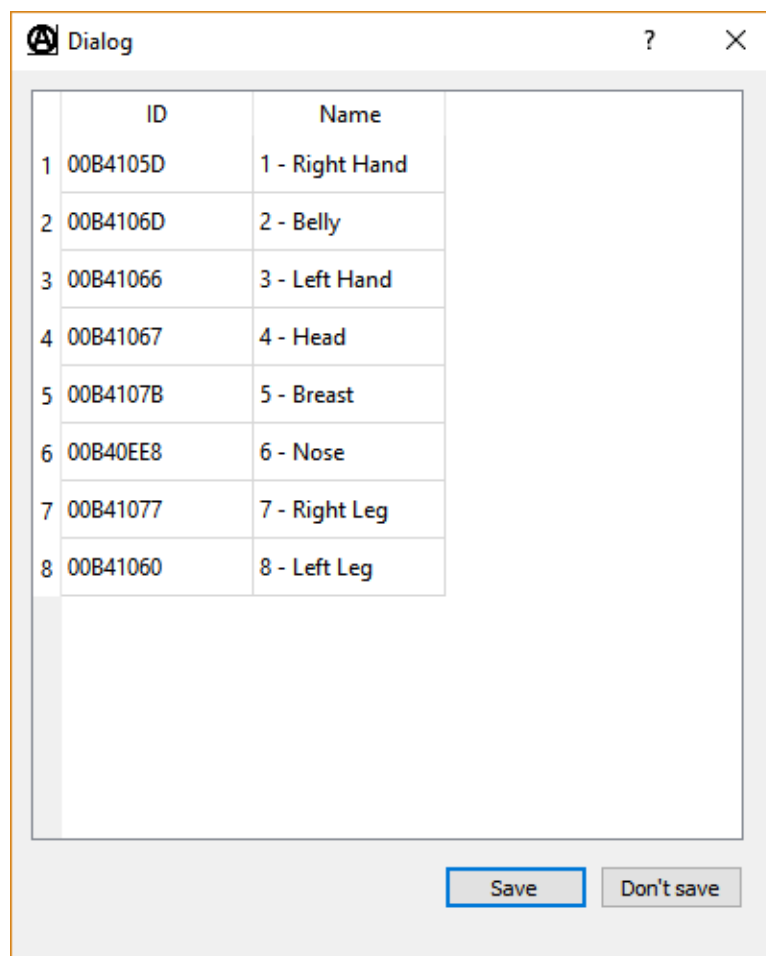 Dialog ?
ID Name
1 00B4105D 1 - Right Hand
2 00B4106D 2 - Belly
3 00B41066 3 - Left Hand
4 00B41067 4 - Head
5 00B4107B 5 - Breast
6 00B40EE8 6 - Nose
7 00B41077 7 - Right Leg
8 00B41060 8 - Left Leg
Save Don't save